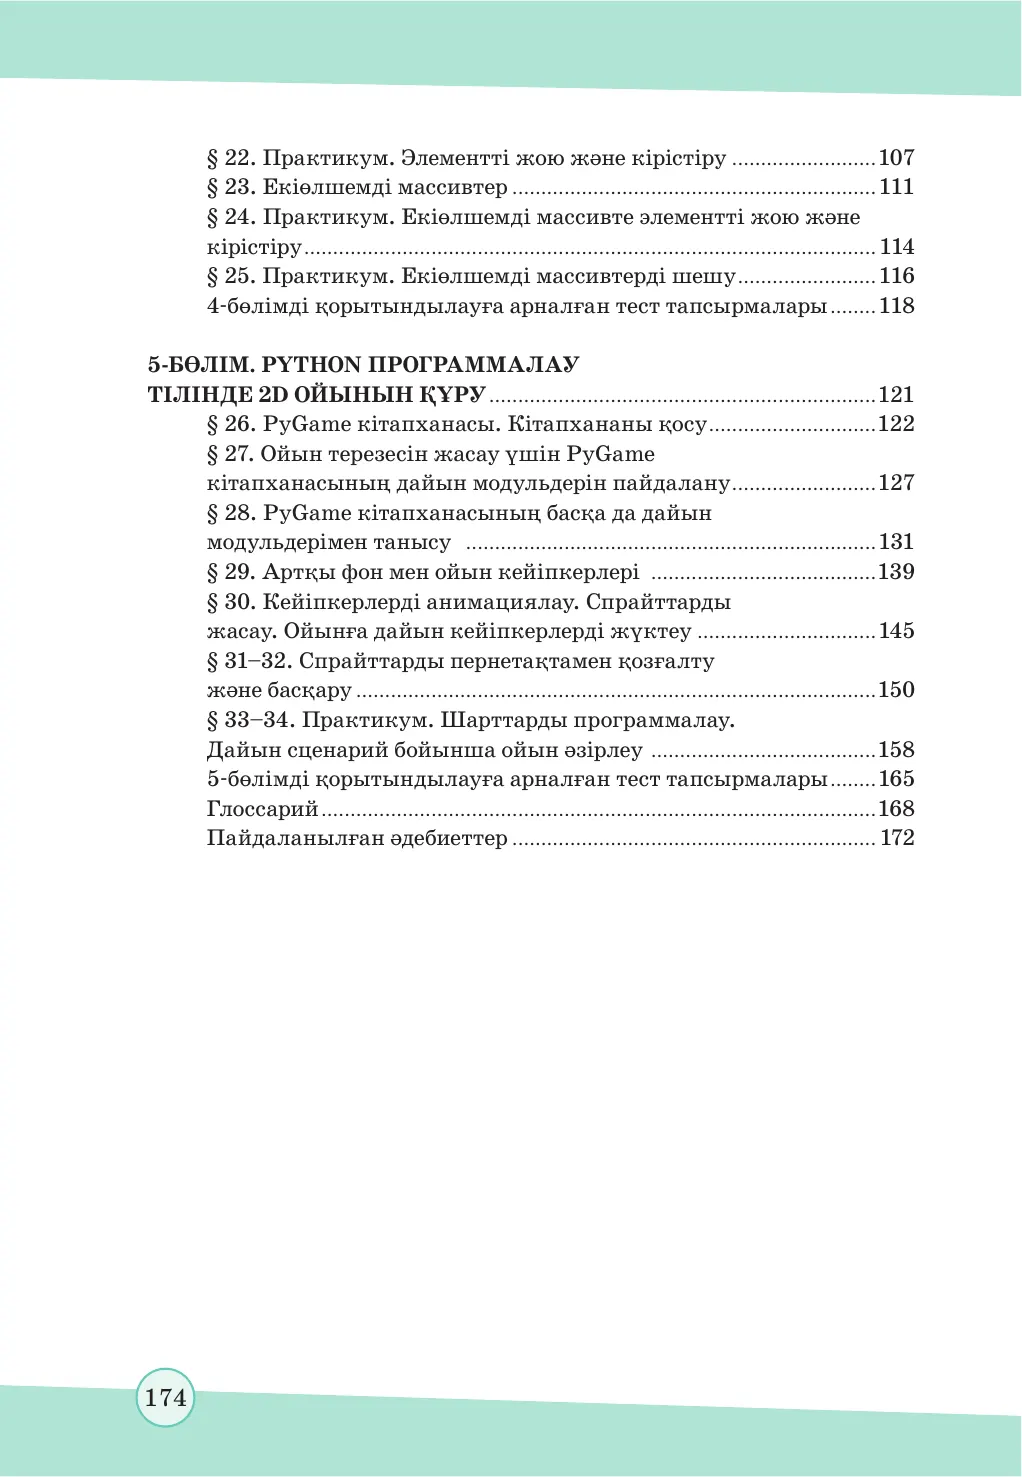 § 22. Практикум. Элементті жою және кірістіру .........................107
§ 23. Екіөлшемді массивтер ...............................................................111
§ 24. Практикум. Екіөлшемді массивте элементті жою және
кірістіру...................................................................................................114
§ 25. Практикум. Екіөлшемді массивтерді шешу........................116
4-бөлімді қорытындылауға арналған тест тапсырмалары........118
5-БӨЛІМ. PYTHON ПРОГРАММАЛАУ
ТІЛІНДЕ 2D ОЙЫНЫН ҚҰРУ...................................................................121
§ 26. PyGame кітапханасы. Кітапхананы қосу.............................122
§ 27. Ойын терезесін жасау үшін PyGame
кітапханасының дайын модульдерін пайдалану.........................127
§ 28. PyGame кітапханасының басқа да дайын
модульдерімен танысу .......................................................................131
§ 29. Артқы фон мен ойын кейіпкерлері .......................................139
§ 30. Кейіпкерлерді анимациялау. Спрайттарды
жасау. Ойынға дайын кейіпкерлерді жүктеу ...............................145
§ 31–32. Спрайттарды пернетақтамен қозғалту
және басқару..........................................................................................150
§ 33–34. Практикум. Шарттарды программалау.
Дайын сценарий бойынша ойын әзірлеу .......................................158
5-бөлімді қорытындылауға арналған тест тапсырмалары........165
Глоссарий................................................................................................168
Пайдаланылған әдебиеттер ...............................................................172
174